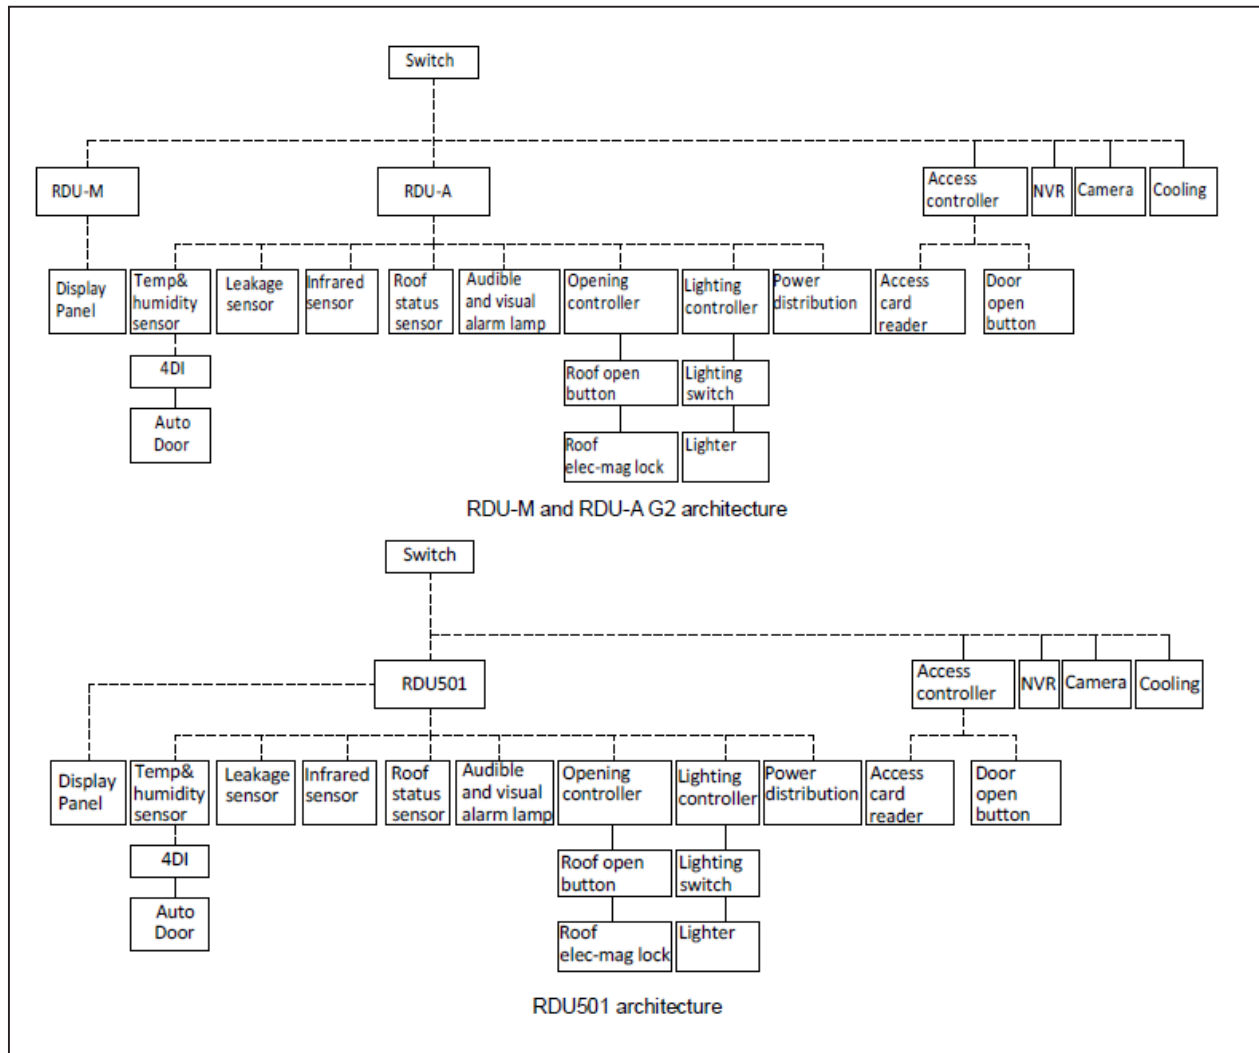 Switch
RDU-M
RDU-A
Access
controller
NVR
Camera
Cooling
Display
Panel
Temp&
humidity
sensor
Leakage
sensor
Infrared
sensor
Roof
status
sensor
Audible
and visual
alarm lamp
Opening
controller
Lighting
controller
Power
distribution
Access
card
reader
Door
open
button
4DI
Roof open
button
Lighting
switch
Auto
Door
Roof
elec-mag lock
Lighter
RDU-M and RDU-A G2 architecture
Switch
RDU501
Access
controller
NVR
Camera
Cooling
Display
Panel
Temp&
humidity
sensor
Leakage
sensor
Infrared
sensor
Roof
status
sensor
Audible
and visual
alarm lamp
Opening
controller
Lighting
controller
Power
distribution
Access
card
reader
Door
open
button
4DI
Roof open
button
Lighting
switch
Auto
Door
Roof
elec-mag lock
Lighter
RDU501 architecture